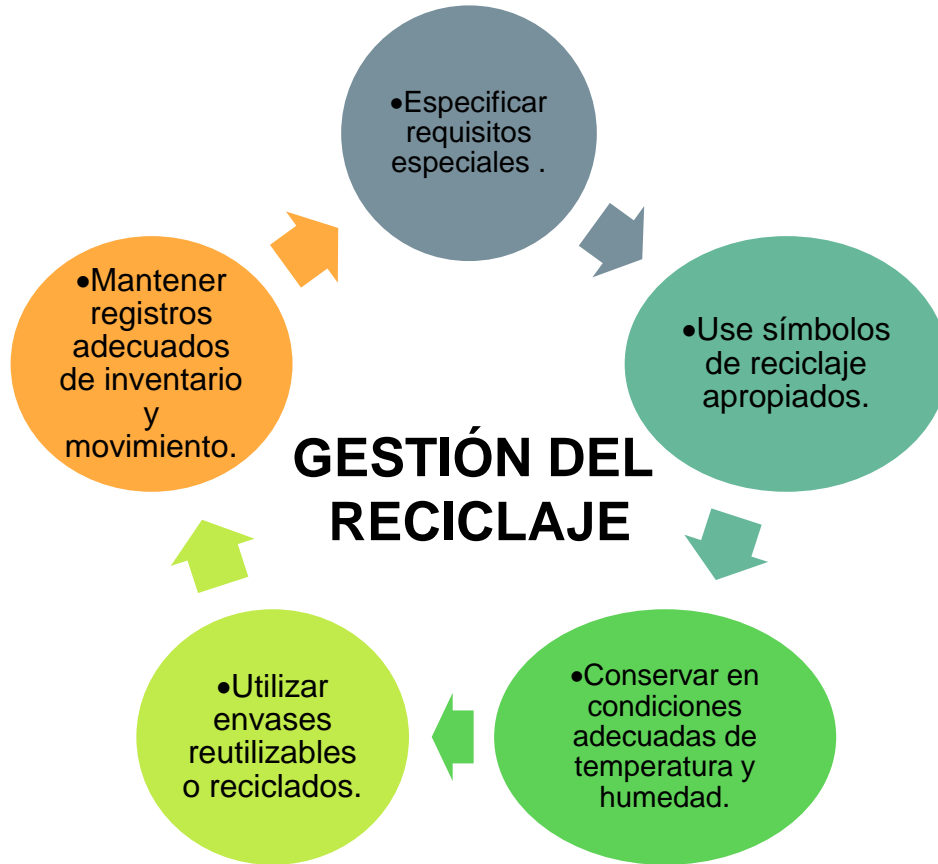 •Especificar
requisitos
especiales .
•Use símbolos
de reciclaje
apropiados.
•Conservar en
condiciones
adecuadas de
temperatura y
humedad.
•Utilizar
envases
reutilizables
o reciclados.
•Mantener
registros
adecuados
de inventario
y
movimiento.
GESTIÓN DEL
RECICLAJE